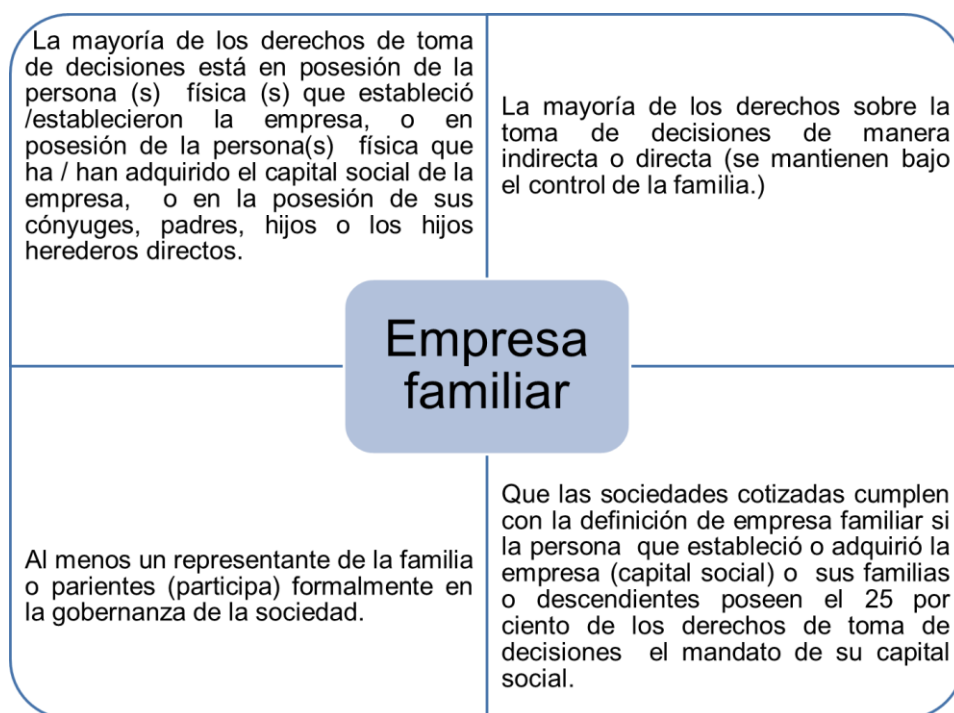 La mayoría de los derechos de toma
de decisiones está en posesión de la
persona (s) física (s) que estableció
/establecieron la empresa, o en
posesión de la persona(s) física que
ha / han adquirido el capital social de la
empresa, o en la posesión de sus
cónyuges, padres, hijos o los hijos
herederos directos.
La mayoría de los derechos sobre la
toma de decisiones de manera
indirecta o directa (se mantienen bajo
el control de la familia.)
Empresa
familiar
Al menos un representante de la familia
o parientes (participa) formalmente en
la gobernanza de la sociedad.
Que las sociedades cotizadas cumplen
con la definición de empresa familiar si
la persona que estableció o adquirió la
empresa (capital social) o sus familias
o descendientes poseen el 25 por
ciento de los derechos de toma de
decisiones el mandato de su capital
social.